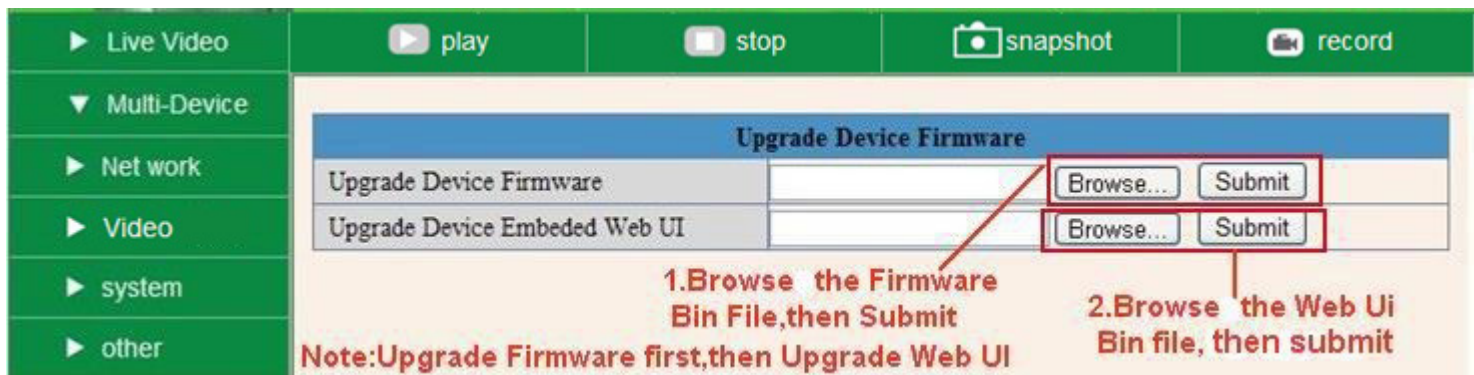 Live Video
play
stop
snapshot
record
Multi-Device
Net work
Video
system
other
Upgrade Device Firmware
Upgrade Device Firmware
Browse...
Submit
Upgrade Device Embeded Web UI
Browse...
Submit
1.Browse the Firmware
Bin File,then Submit
2.Browse the Web Ui
Bin file, then submit
Note:Upgrade Firmware first,then Upgrade Web UI